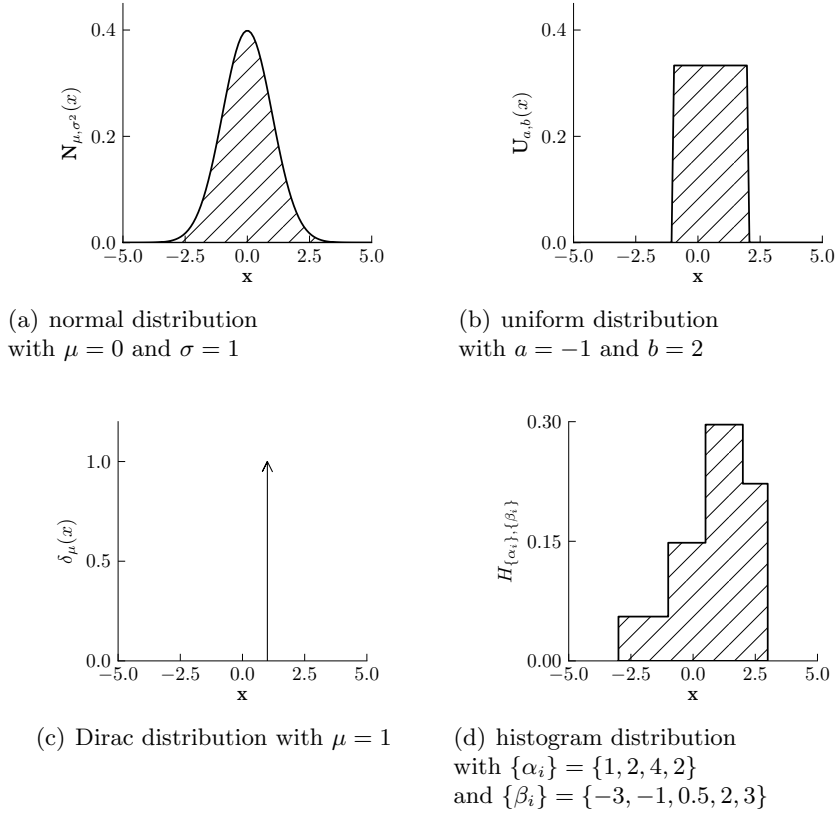 0.4
0.2
0.0
−5.0 −2.5 0.0 2.5 5.0
x
N_{μ,σ²}(x)
0.4
0.2
0.0
−5.0 −2.5 0.0 2.5 5.0
x
U_{a,b}(x)
(a) normal distribution
with μ = 0 and σ = 1
(b) uniform distribution
with a = −1 and b = 2
1.0
0.5
0.0
−5.0 −2.5 0.0 2.5 5.0
x
δ_μ(x)
0.30
0.15
0.00
−5.0 −2.5 0.0 2.5 5.0
x
H_{{α_i},{β_i}}
(c) Dirac distribution with μ = 1
(d) histogram distribution
with {α_i} = {1, 2, 4, 2}
and {β_i} = {−3, −1, 0.5, 2, 3}